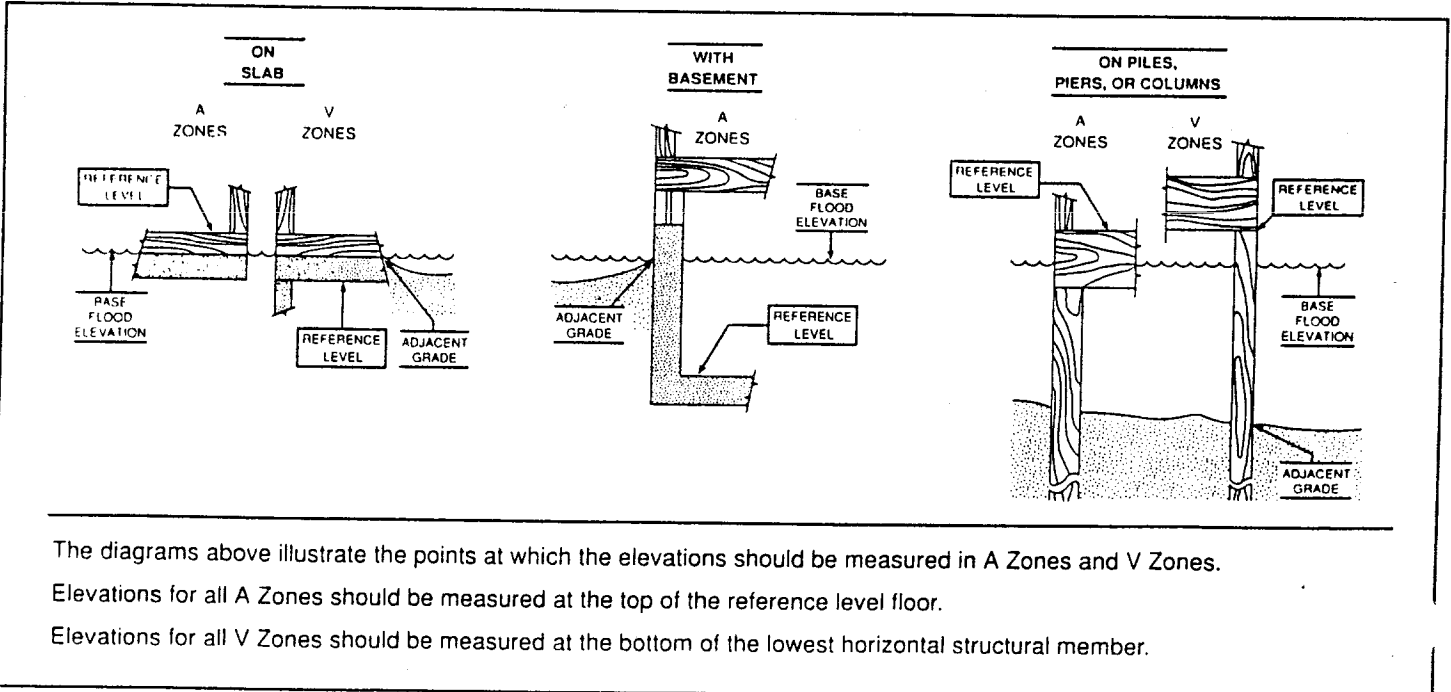 ON
SLAB
A
ZONES
V
ZONES
REFERENCE
LEVEL
BASE
FLOOD
ELEVATION
REFERENCE
LEVEL
ADJACENT
GRADE
WITH
BASEMENT
A
ZONES
BASE
FLOOD
ELEVATION
ADJACENT
GRADE
REFERENCE
LEVEL
ON PILES,
PIERS, OR COLUMNS
A
ZONES
V
ZONES
REFERENCE
LEVEL
REFERENCE
LEVEL
BASE
FLOOD
ELEVATION
ADJACENT
GRADE
The diagrams above illustrate the points at which the elevations should be measured in A Zones and V Zones.
Elevations for all A Zones should be measured at the top of the reference level floor.
Elevations for all V Zones should be measured at the bottom of the lowest horizontal structural member.